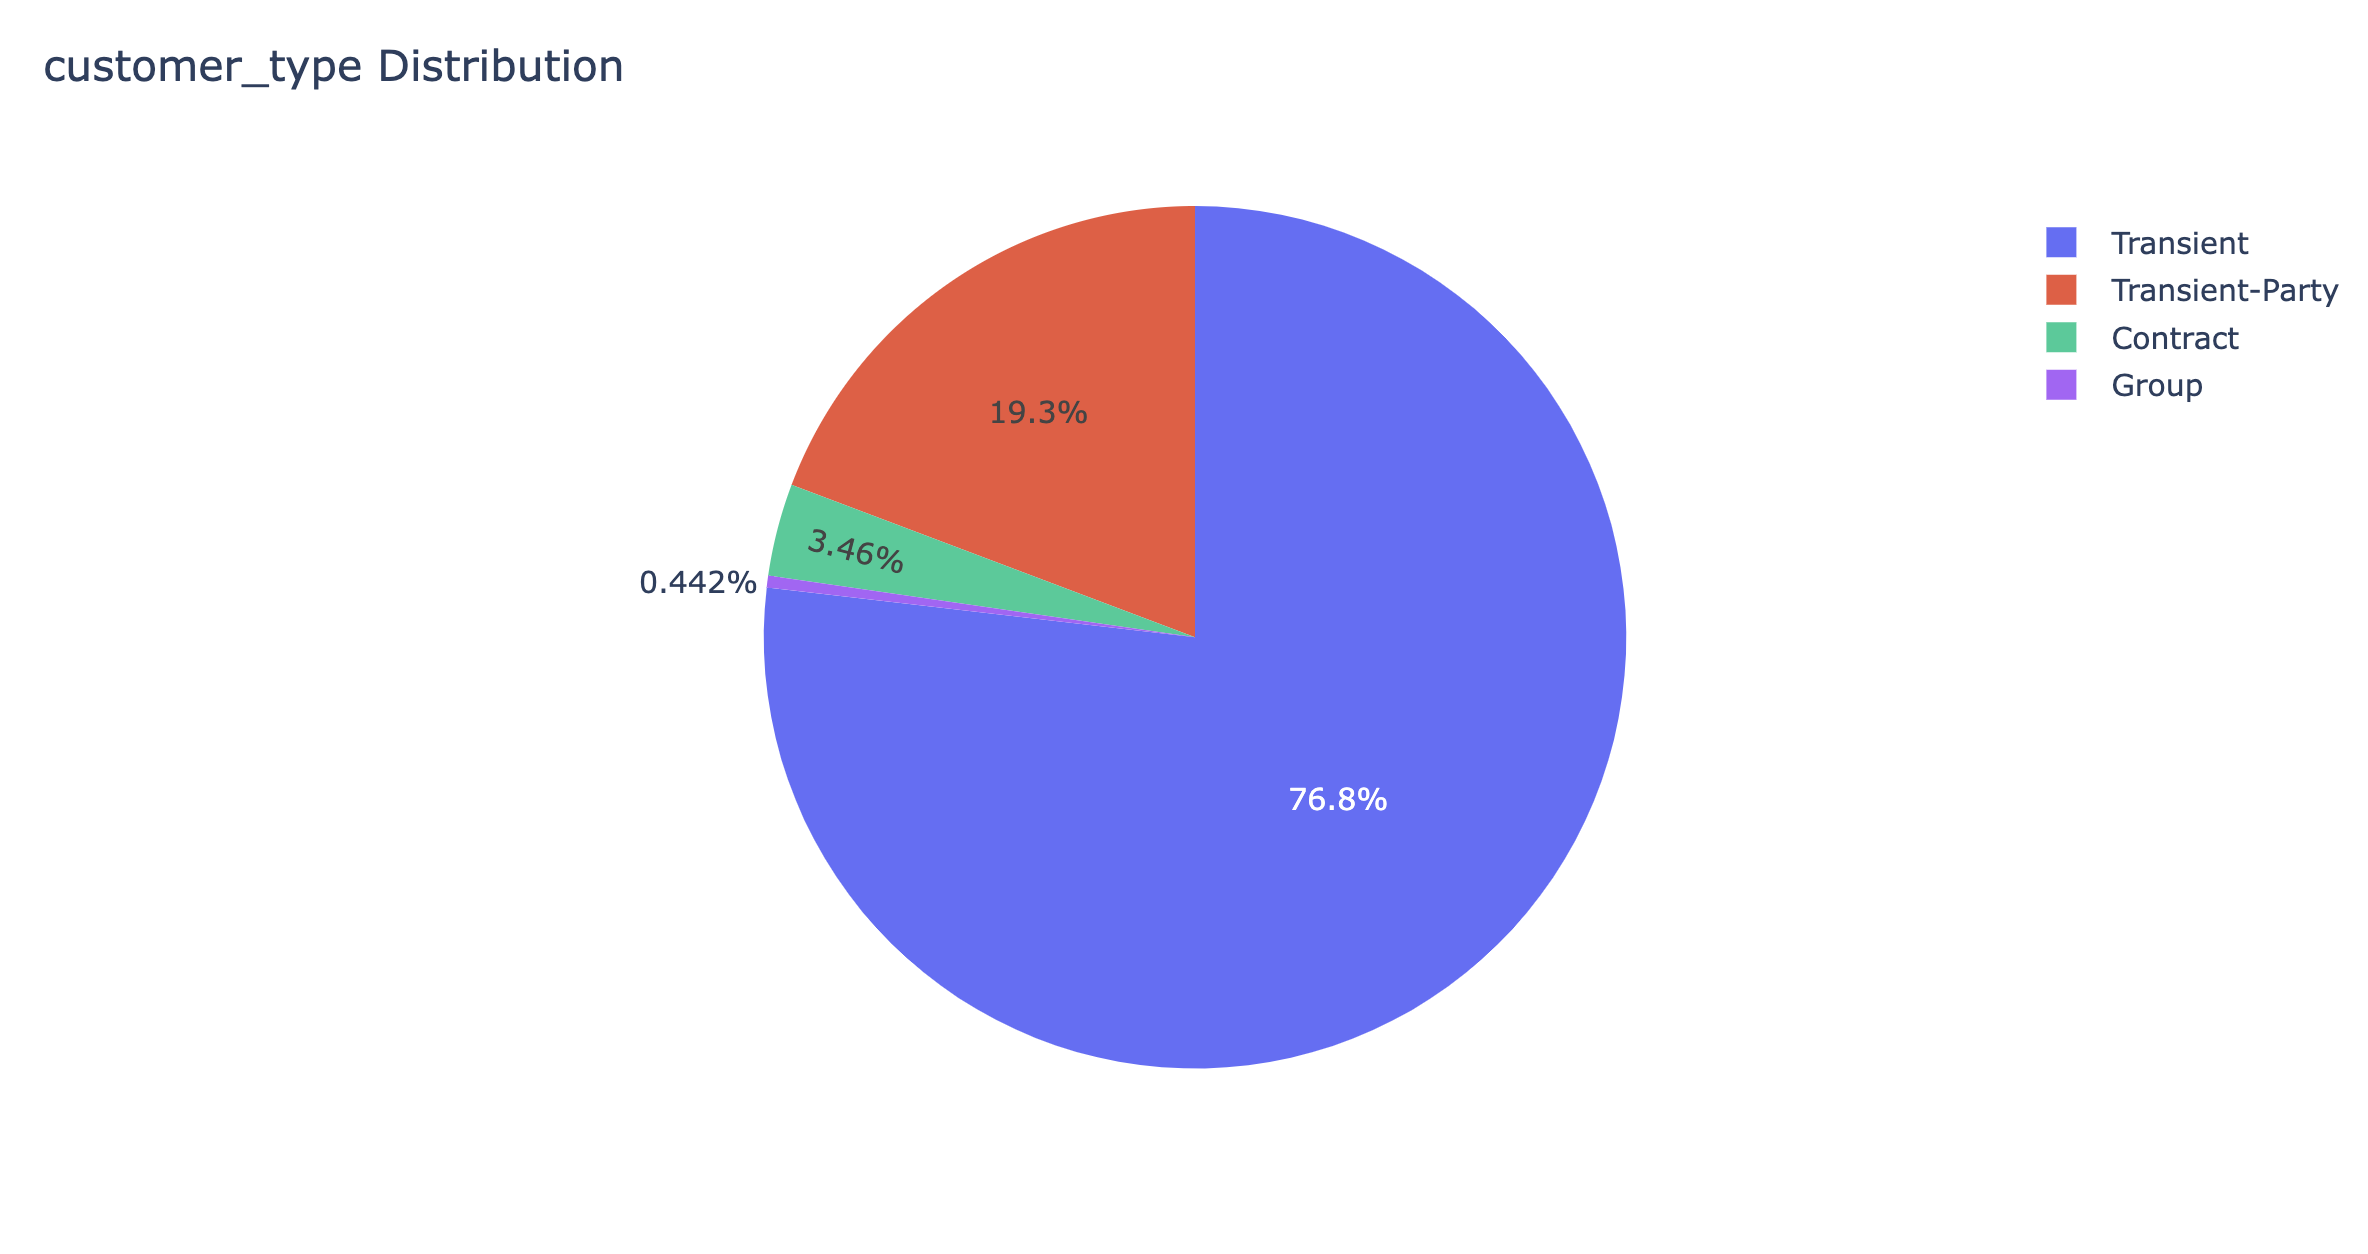 customer_type Distribution
Transient
Transient-Party
Contract
Group
19.3%
3.46%
0.442%
76.8%